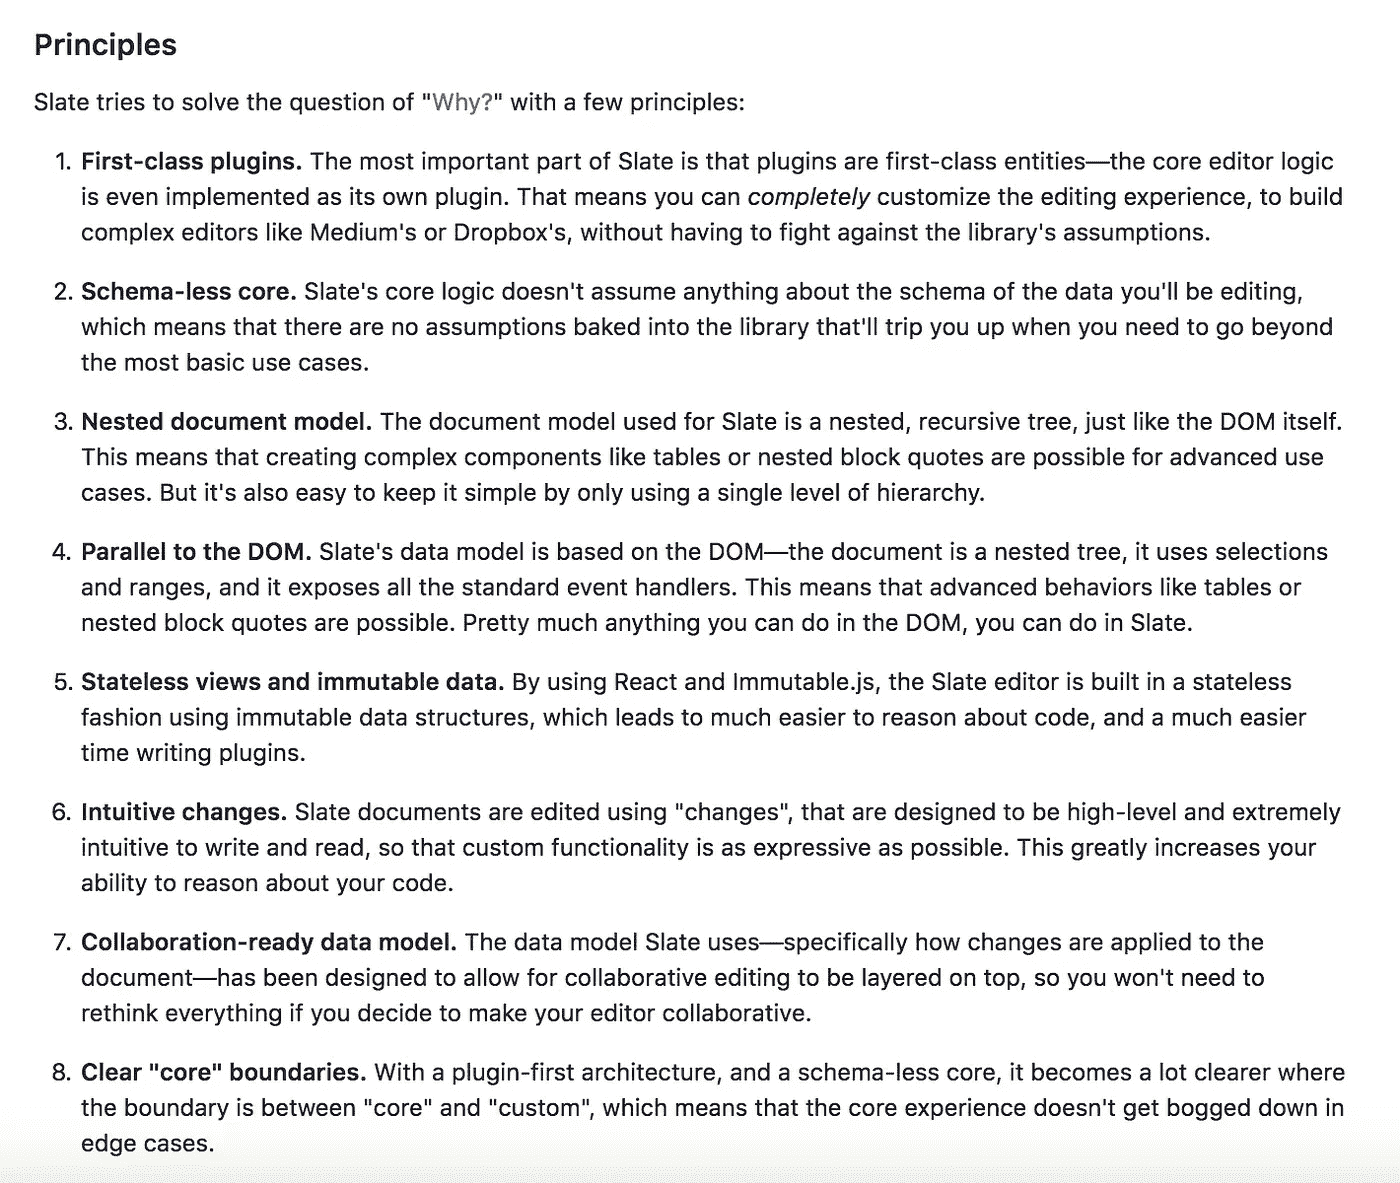 Principles
Slate tries to solve the question of "Why?" with a few principles:
1. First-class plugins. The most important part of Slate is that plugins are first-class entities—the core editor logic
is even implemented as its own plugin. That means you can completely customize the editing experience, to build
complex editors like Medium's or Dropbox's, without having to fight against the library's assumptions.
2. Schema-less core. Slate's core logic doesn't assume anything about the schema of the data you'll be editing,
which means that there are no assumptions baked into the library that'll trip you up when you need to go beyond
the most basic use cases.
3. Nested document model. The document model used for Slate is a nested, recursive tree, just like the DOM itself.
This means that creating complex components like tables or nested block quotes are possible for advanced use
cases. But it's also easy to keep it simple by only using a single level of hierarchy.
4. Parallel to the DOM. Slate's data model is based on the DOM—the document is a nested tree, it uses selections
and ranges, and it exposes all the standard event handlers. This means that advanced behaviors like tables or
nested block quotes are possible. Pretty much anything you can do in the DOM, you can do in Slate.
5. Stateless views and immutable data. By using React and Immutable.js, the Slate editor is built in a stateless
fashion using immutable data structures, which leads to much easier to reason about code, and a much easier
time writing plugins.
6. Intuitive changes. Slate documents are edited using "changes", that are designed to be high-level and extremely
intuitive to write and read, so that custom functionality is as expressive as possible. This greatly increases your
ability to reason about your code.
7. Collaboration-ready data model. The data model Slate uses—specifically how changes are applied to the
document—has been designed to allow for collaborative editing to be layered on top, so you won't need to
rethink everything if you decide to make your editor collaborative.
8. Clear "core" boundaries. With a plugin-first architecture, and a schema-less core, it becomes a lot clearer where
the boundary is between "core" and "custom", which means that the core experience doesn't get bogged down in
edge cases.